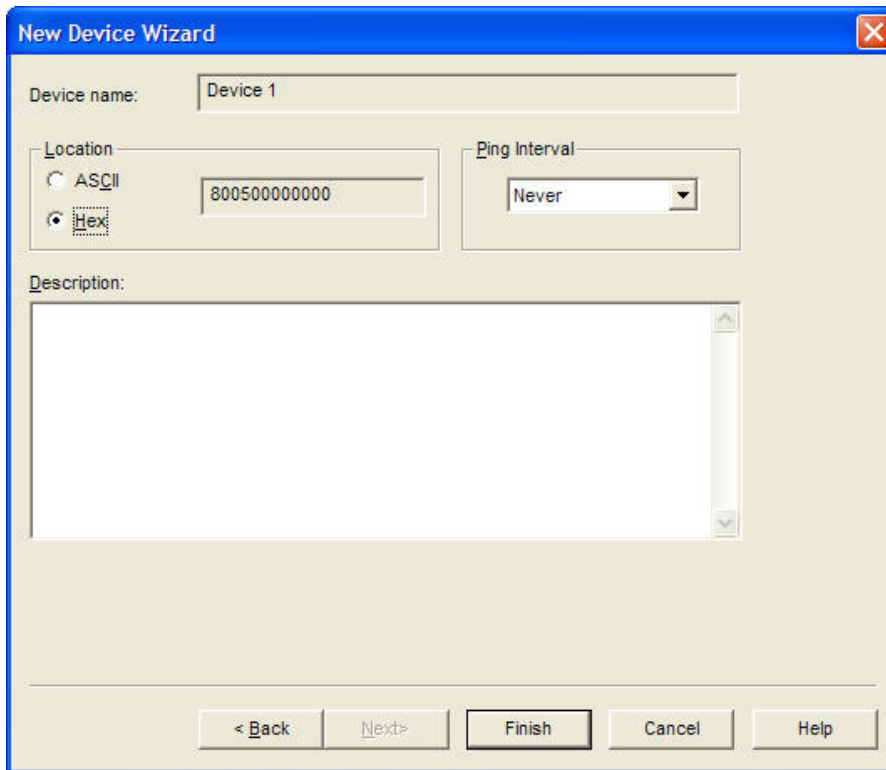 New Device Wizard
Device name: Device 1
Location
ASCII
800500000000
Hex
Ping Interval
Never
Description:
< Back Next> Finish Cancel Help